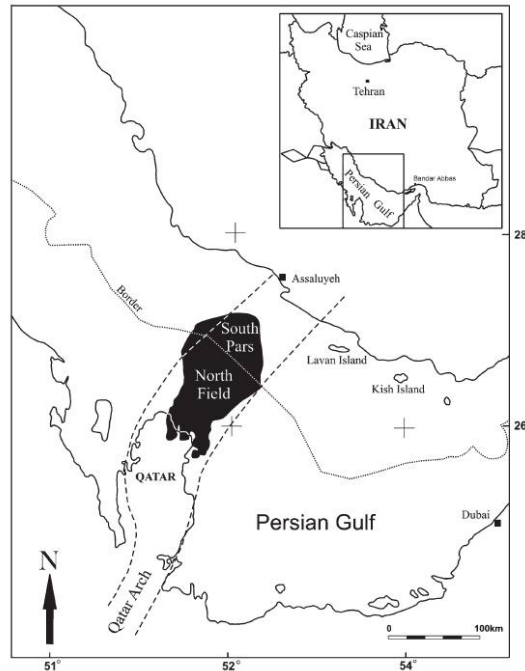 Caspian
Sea
Tehran
IRAN
Persian Gulf
Bandar Abbas
28
Assaluyeh
Border
South
Pars
North
Field
Lavan Island
Kish Island
26
QATAR
Persian Gulf
Dubai
Qatar Arch
N
0 100km
51° 52° 54°